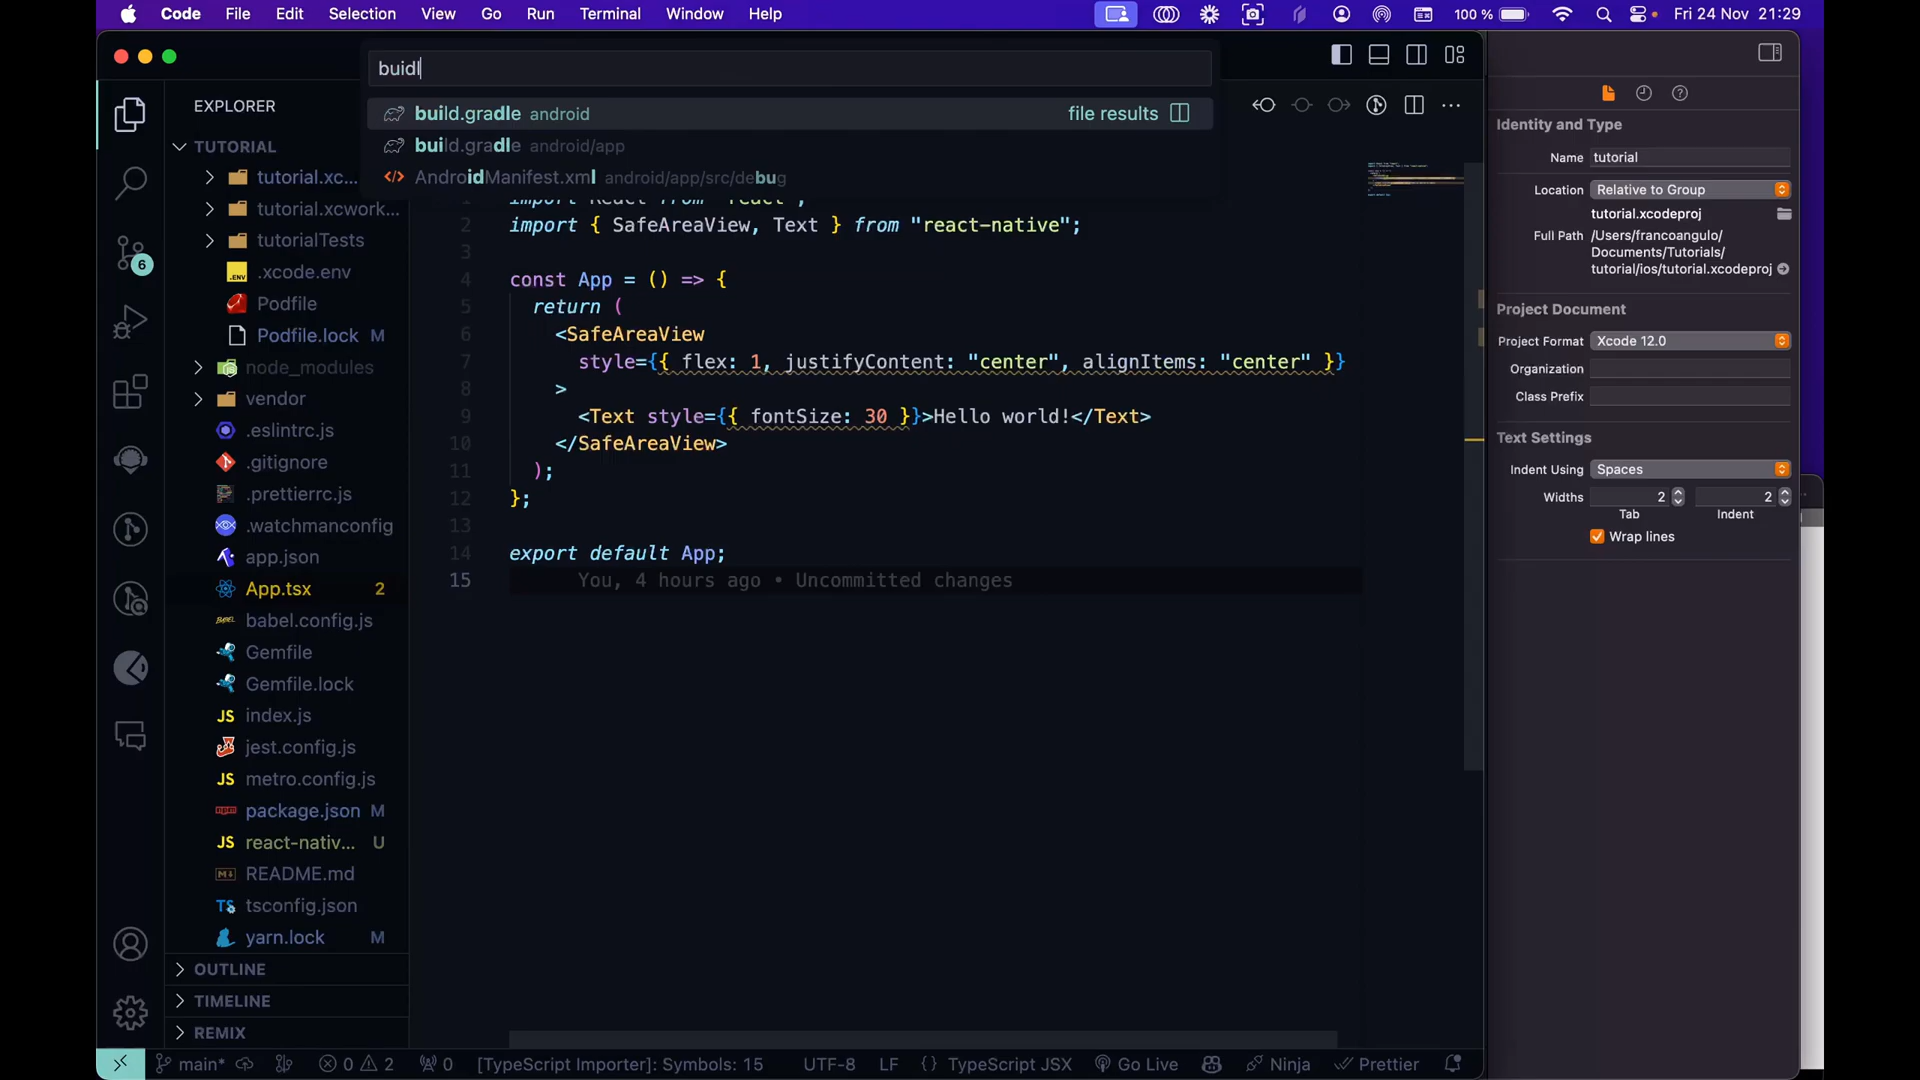 Code File Edit Selection View Go Run Terminal Window Help 100 % Fri 24 Nov 21:29
buidl
build.gradle android file results
build.gradle android/app
AndroidManifest.xml android/app/src/debug
EXPLORER
TUTORIAL
tutorial.xc...
tutorial.xcwork...
tutorialTests
.xcode.env
Podfile
Podfile.lock M
node_modules
vendor
.eslintrc.js
.gitignore
.prettierrc.js
.watchmanconfig
app.json
App.tsx 2
babel.config.js
Gemfile
Gemfile.lock
index.js
jest.config.js
metro.config.js
package.json M
react-nativ... U
README.md
tsconfig.json
yarn.lock M
OUTLINE
TIMELINE
REMIX
6
1 import React from "react";
2 import { SafeAreaView, Text } from "react-native";
3
4 const App = () => {
5 return (
6 <SafeAreaView
7 style={{ flex: 1, justifyContent: "center", alignItems: "center" }}
8 >
9 <Text style={{ fontSize: 30 }}>Hello world!</Text>
10 </SafeAreaView>
11 );
12 };
13
14 export default App;
15 You, 4 hours ago • Uncommitted changes
Identity and Type
Name tutorial
Location Relative to Group
tutorial.xcodeproj
Full Path /Users/francoangulo/
Documents/Tutorials/
tutorial/ios/tutorial.xcodeproj
Project Document
Project Format Xcode 12.0
Organization
Class Prefix
Text Settings
Indent Using Spaces
Widths 2 2
Tab Indent
Wrap lines
main* 0 2 0 [TypeScript Importer]: Symbols: 15 UTF-8 LF {} TypeScript JSX Go Live Ninja Prettier